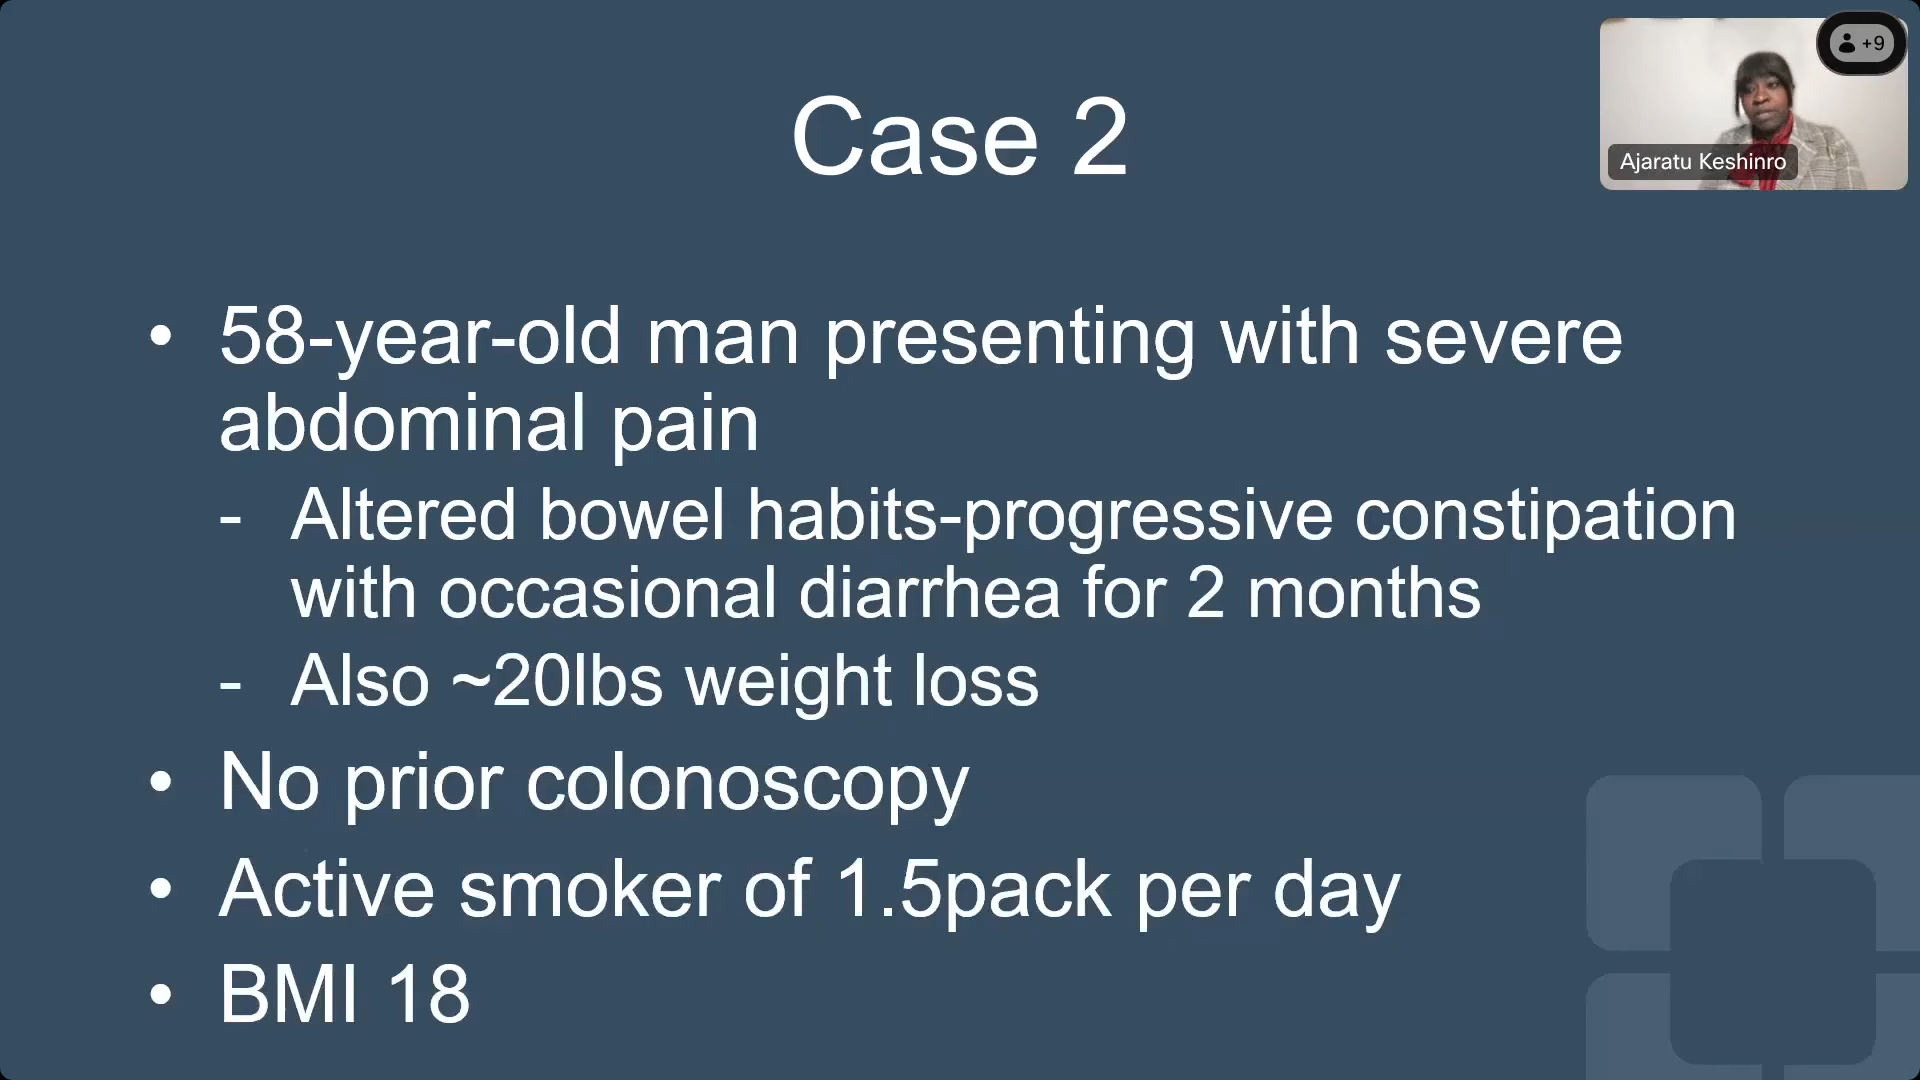 Case 2
+9
Ajaratu Keshinro
• 58-year-old man presenting with severe
abdominal pain
- Altered bowel habits-progressive constipation
with occasional diarrhea for 2 months
- Also ~20lbs weight loss
• No prior colonoscopy
• Active smoker of 1.5pack per day
• BMI 18